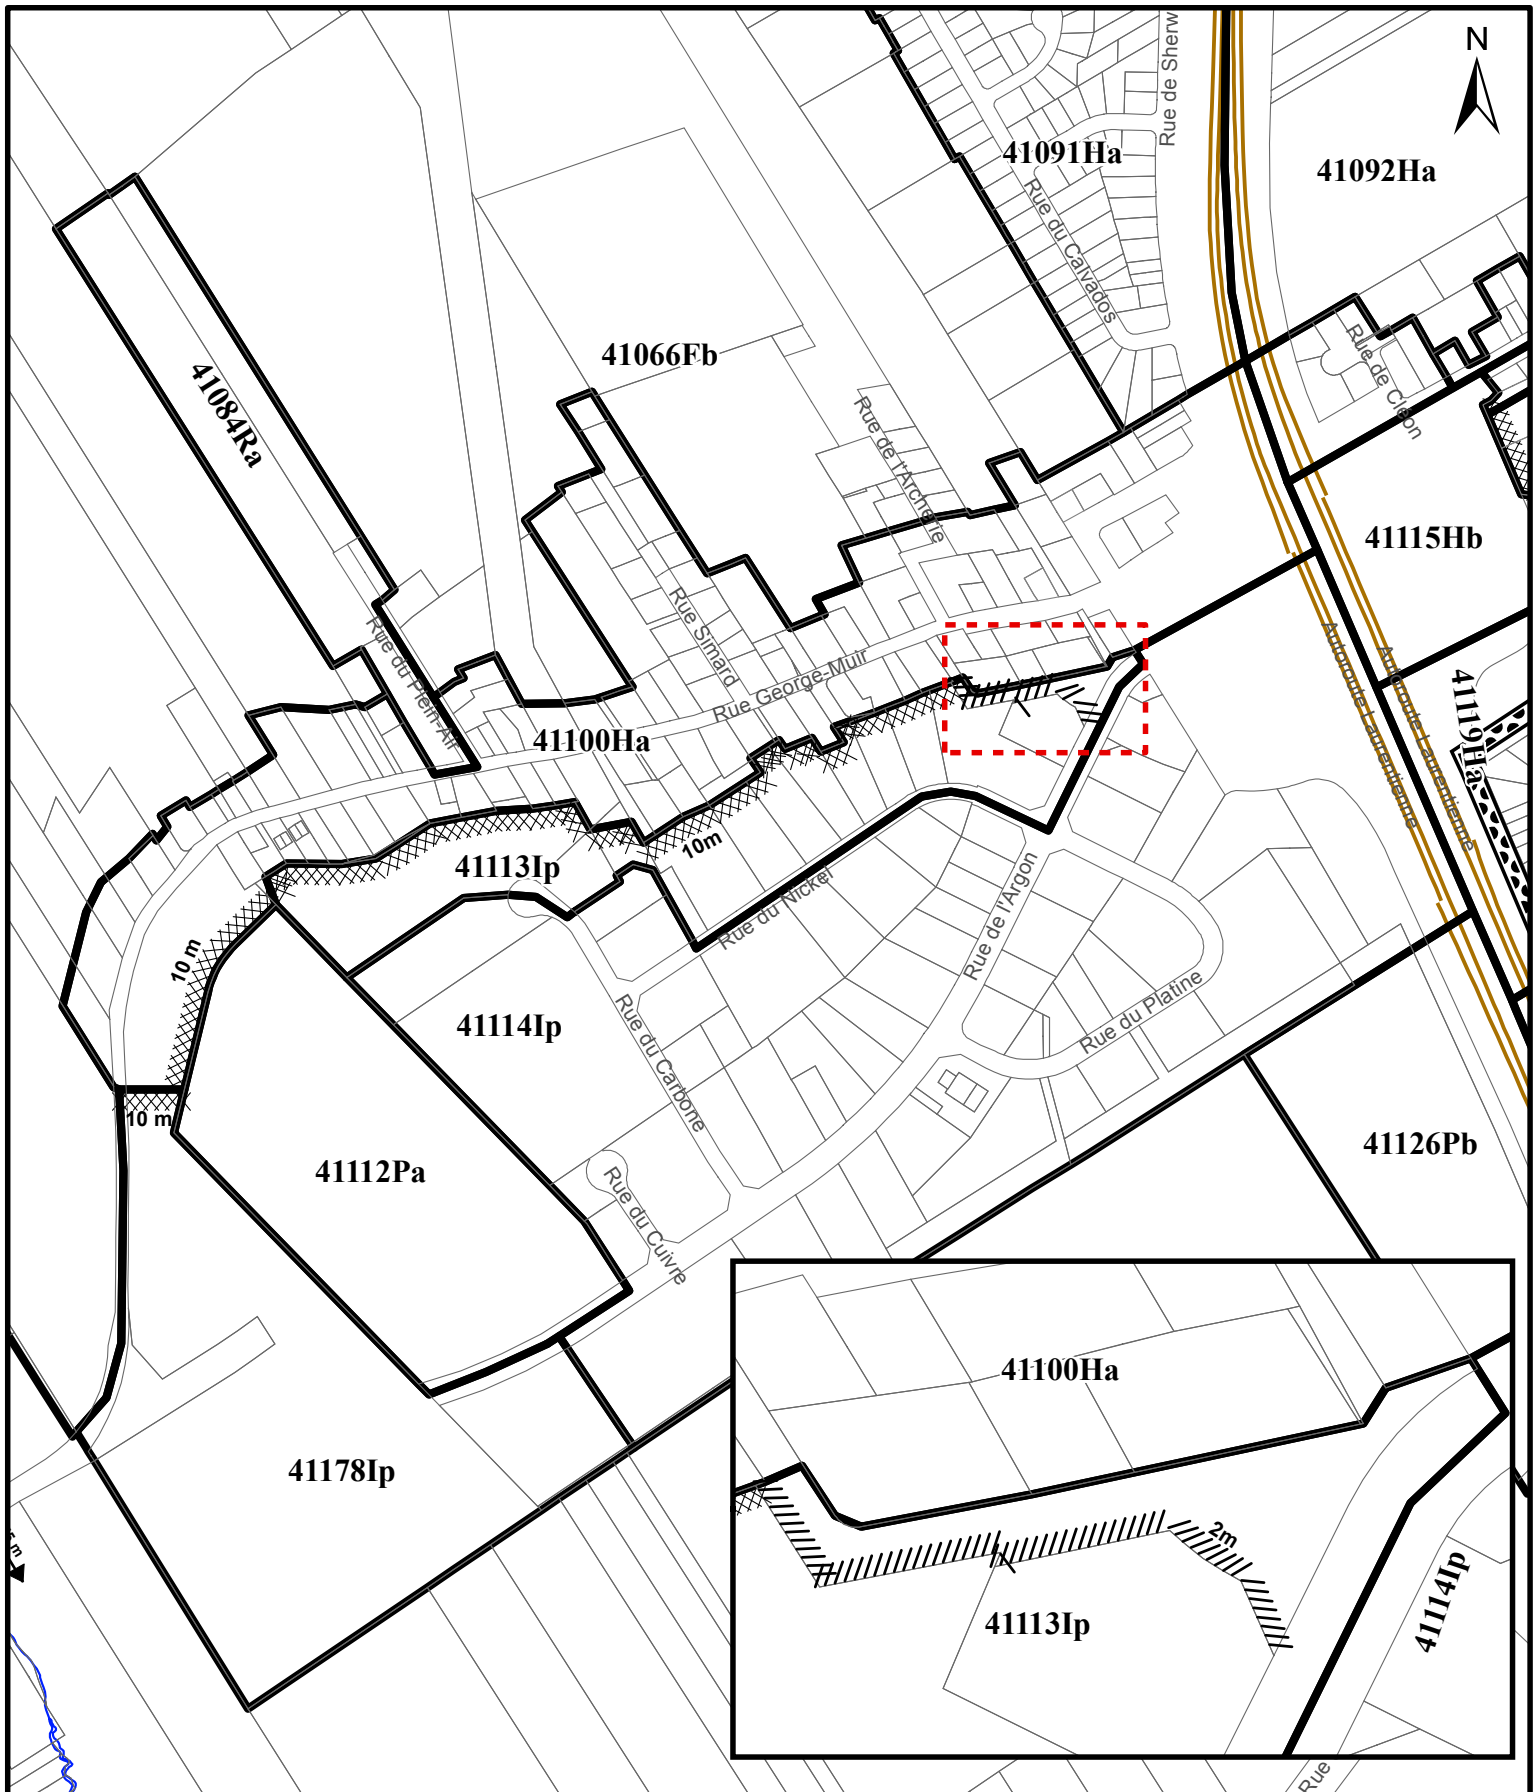 N
Rue de Sherw
41091Ha
41092Ha
Rue du Calvados
41066Fb
Rue de Cléon
41084Ra
Rue de l'Archerie
41115Hb
Rue Simard
Rue du Plein-Air
Autoroute Laurentienne
Autoroute Laurentienne
Rue George-Muir
41119Ha
41100Ha
10m
41113Ip
Rue du Nickel
Rue de l'Argon
10 m
41114Ip
Rue du Carbone
Rue du Platine
10 m
41126Pb
41112Pa
Rue du Cuivre
41178Ip
41100Ha
2m
41113Ip
41114Ip
5 m
Rue